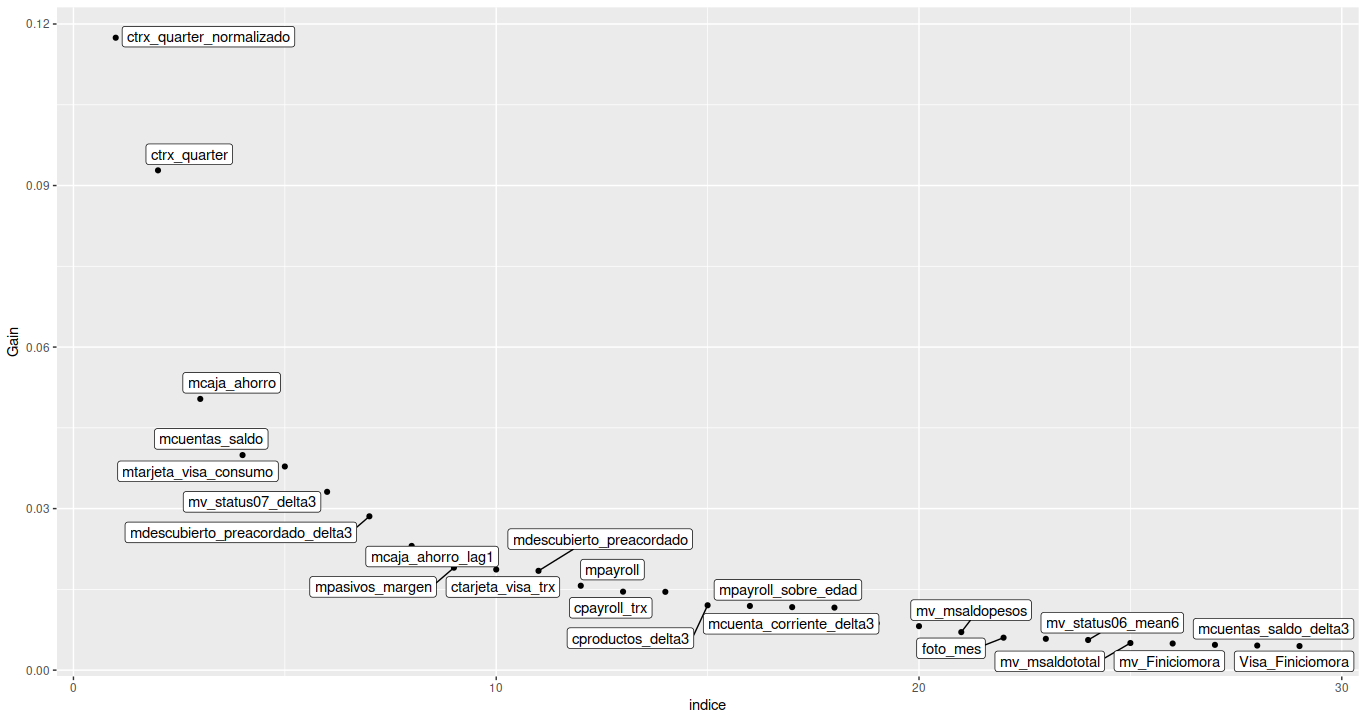 0.12
ctrx_quarter_normalizado
ctrx_quarter
0.09
Gain
0.06
mcaja_ahorro
mcuentas_saldo
mtarjeta_visa_consumo
mv_status07_delta3
0.03
mdescubierto_preacordado_delta3
mdescubierto_preacordado
mcaja_ahorro_lag1
mpayroll
mpasivos_margen
ctarjeta_visa_trx
mpayroll_sobre_edad
cpayroll_trx
mv_msaldopesos
mcuenta_corriente_delta3
mv_status06_mean6
mcuentas_saldo_delta3
cproductos_delta3
foto_mes
mv_msaldototal
mv_Finiciomora
Visa_Finiciomora
0.00
0
10
20
30
indice